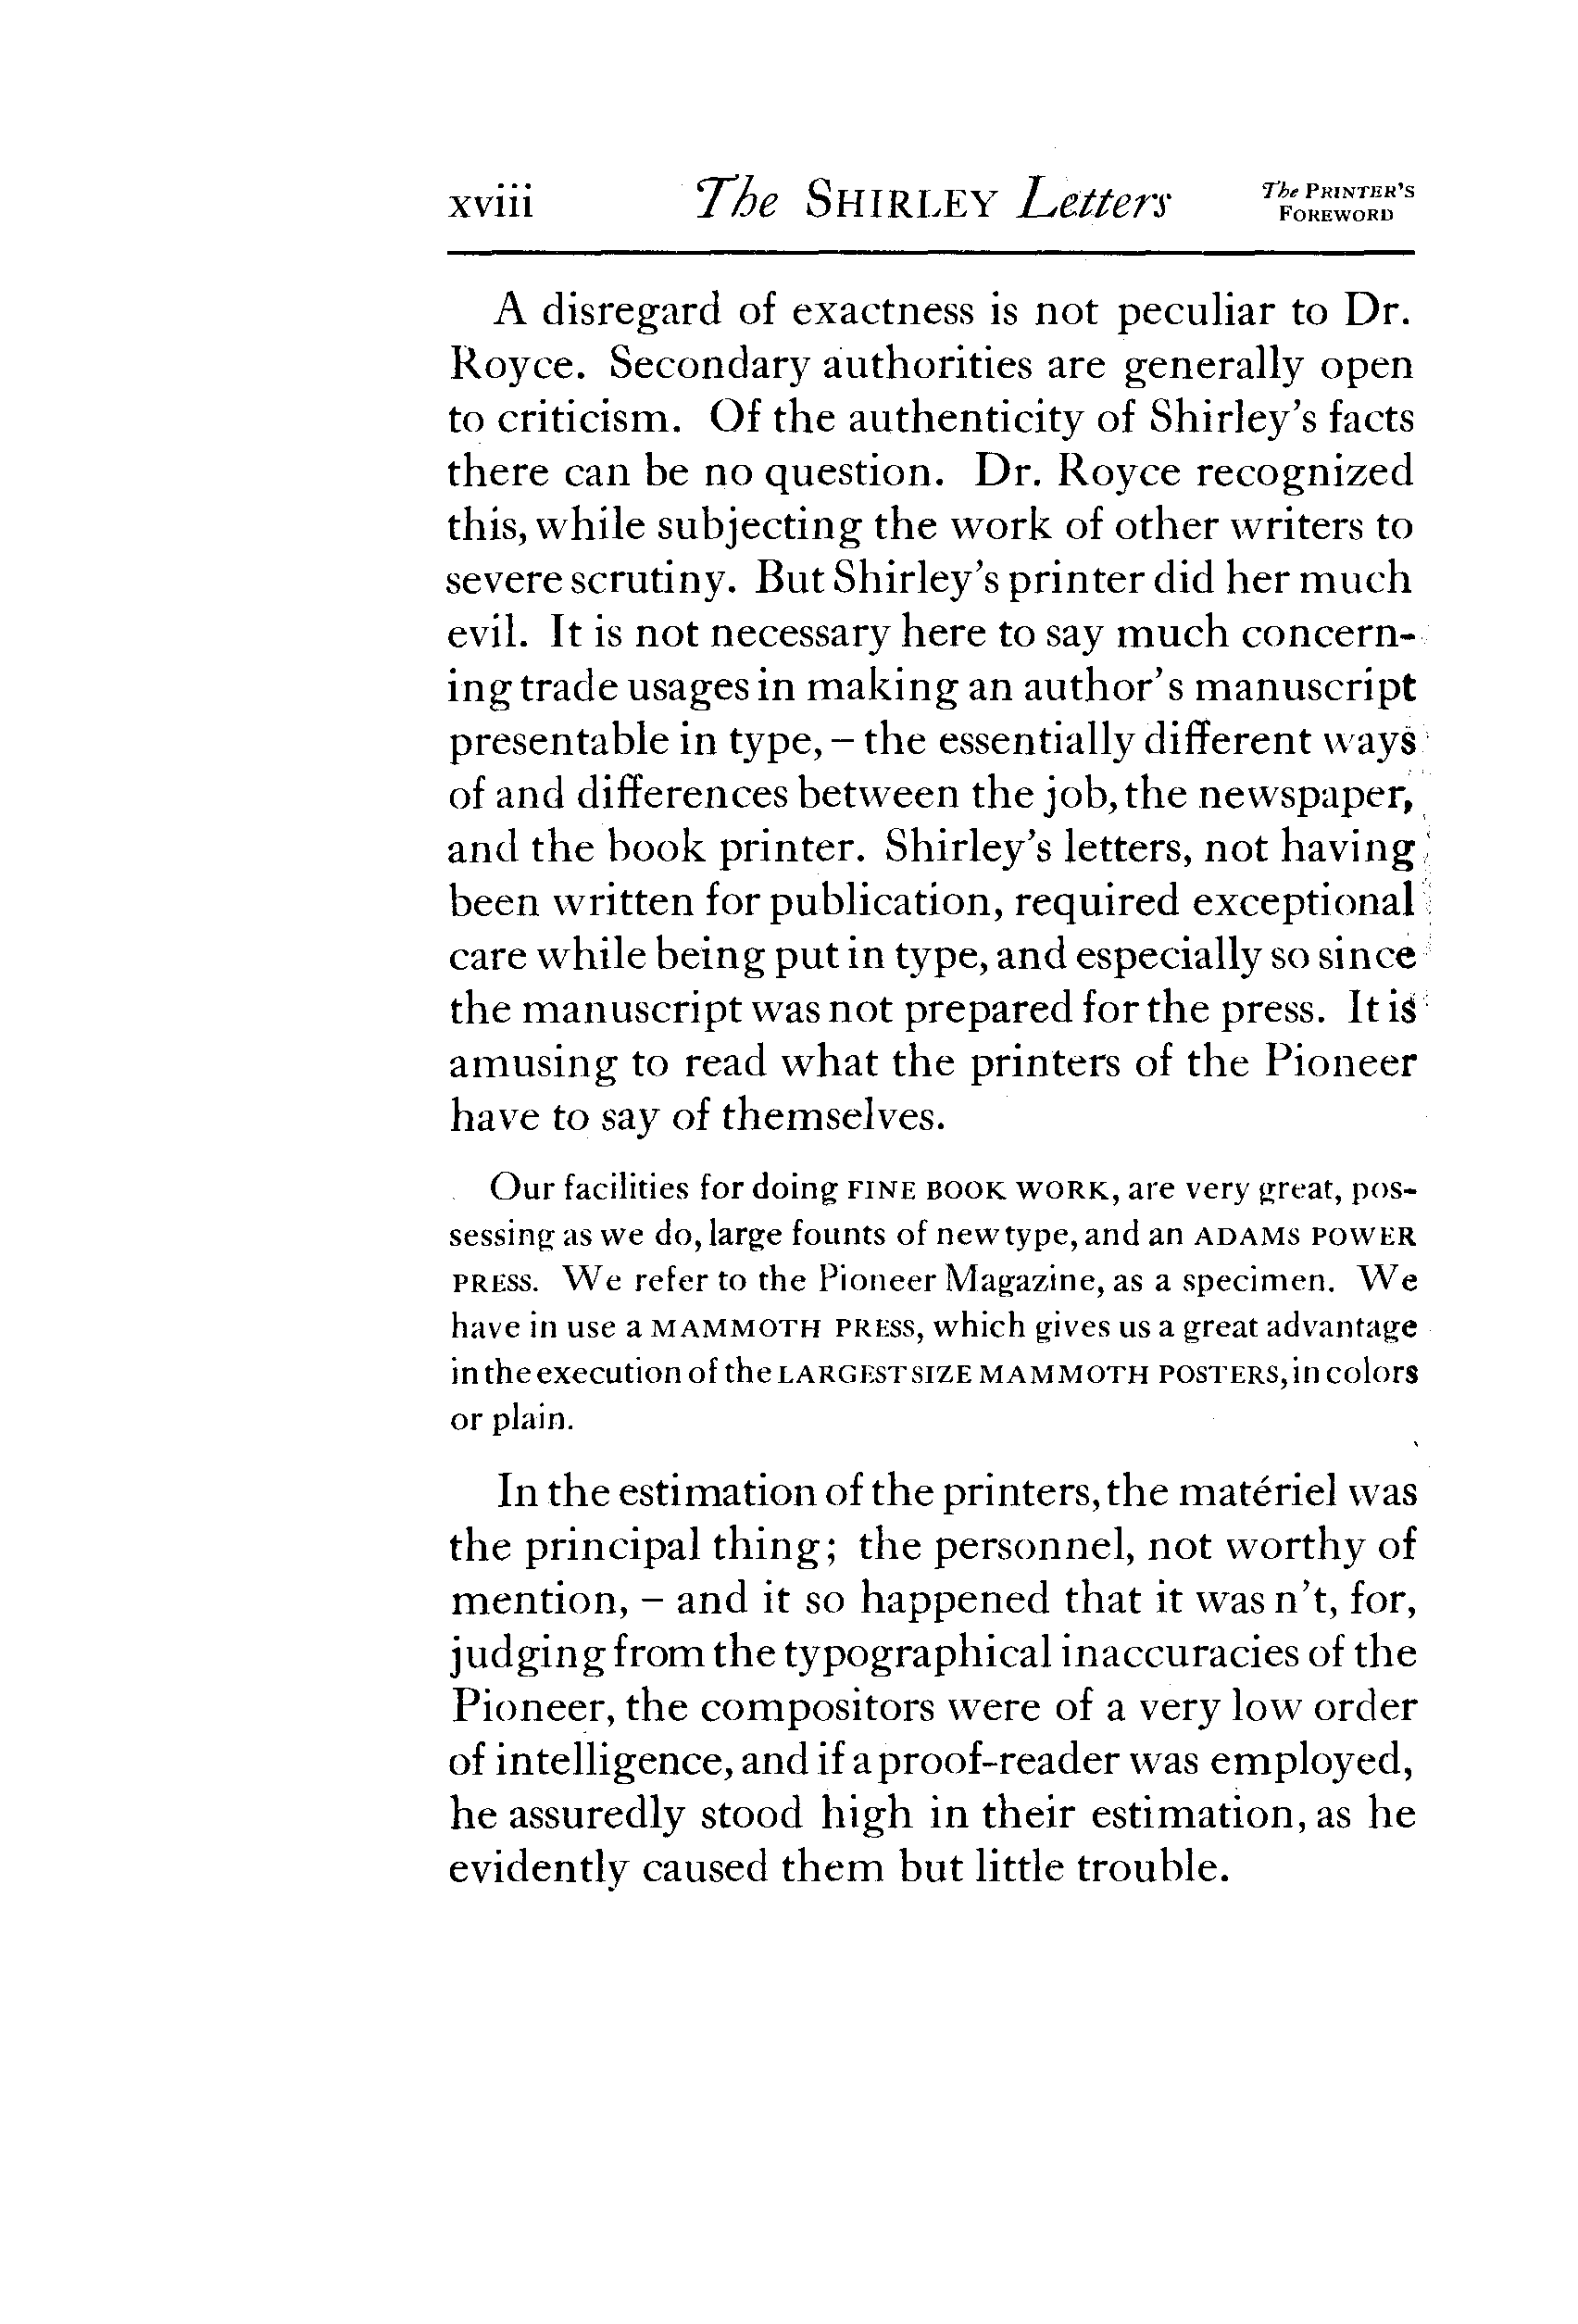 xviii The SHIRLEY Letters The PRINTER'S
FOREWORD
A disregard of exactness is not peculiar to Dr.
Royce. Secondary authorities are generally open
to criticism. Of the authenticity of Shirley's facts
there can be no question. Dr. Royce recognized
this, while subjecting the work of other writers to
severe scrutiny. But Shirley's printer did her much
evil. It is not necessary here to say much concern-
ing trade usages in making an author's manuscript
presentable in type, – the essentially different ways
of and differences between the job, the newspaper,
and the book printer. Shirley's letters, not having
been written for publication, required exceptional
care while being put in type, and especially so since
the manuscript was not prepared for the press. It is
amusing to read what the printers of the Pioneer
have to say of themselves.
Our facilities for doing FINE BOOK WORK, are very great, pos-
sessing as we do, large founts of new type, and an ADAMS POWER
PRESS. We refer to the Pioneer Magazine, as a specimen. We
have in use a MAMMOTH PRESS, which gives us a great advantage
in the execution of the LARGEST SIZE MAMMOTH POSTERS, in colors
or plain.
In the estimation of the printers, the matériel was
the principal thing; the personnel, not worthy of
mention, – and it so happened that it was n't, for,
judging from the typographical inaccuracies of the
Pioneer, the compositors were of a very low order
of intelligence, and if a proof-reader was employed,
he assuredly stood high in their estimation, as he
evidently caused them but little trouble.